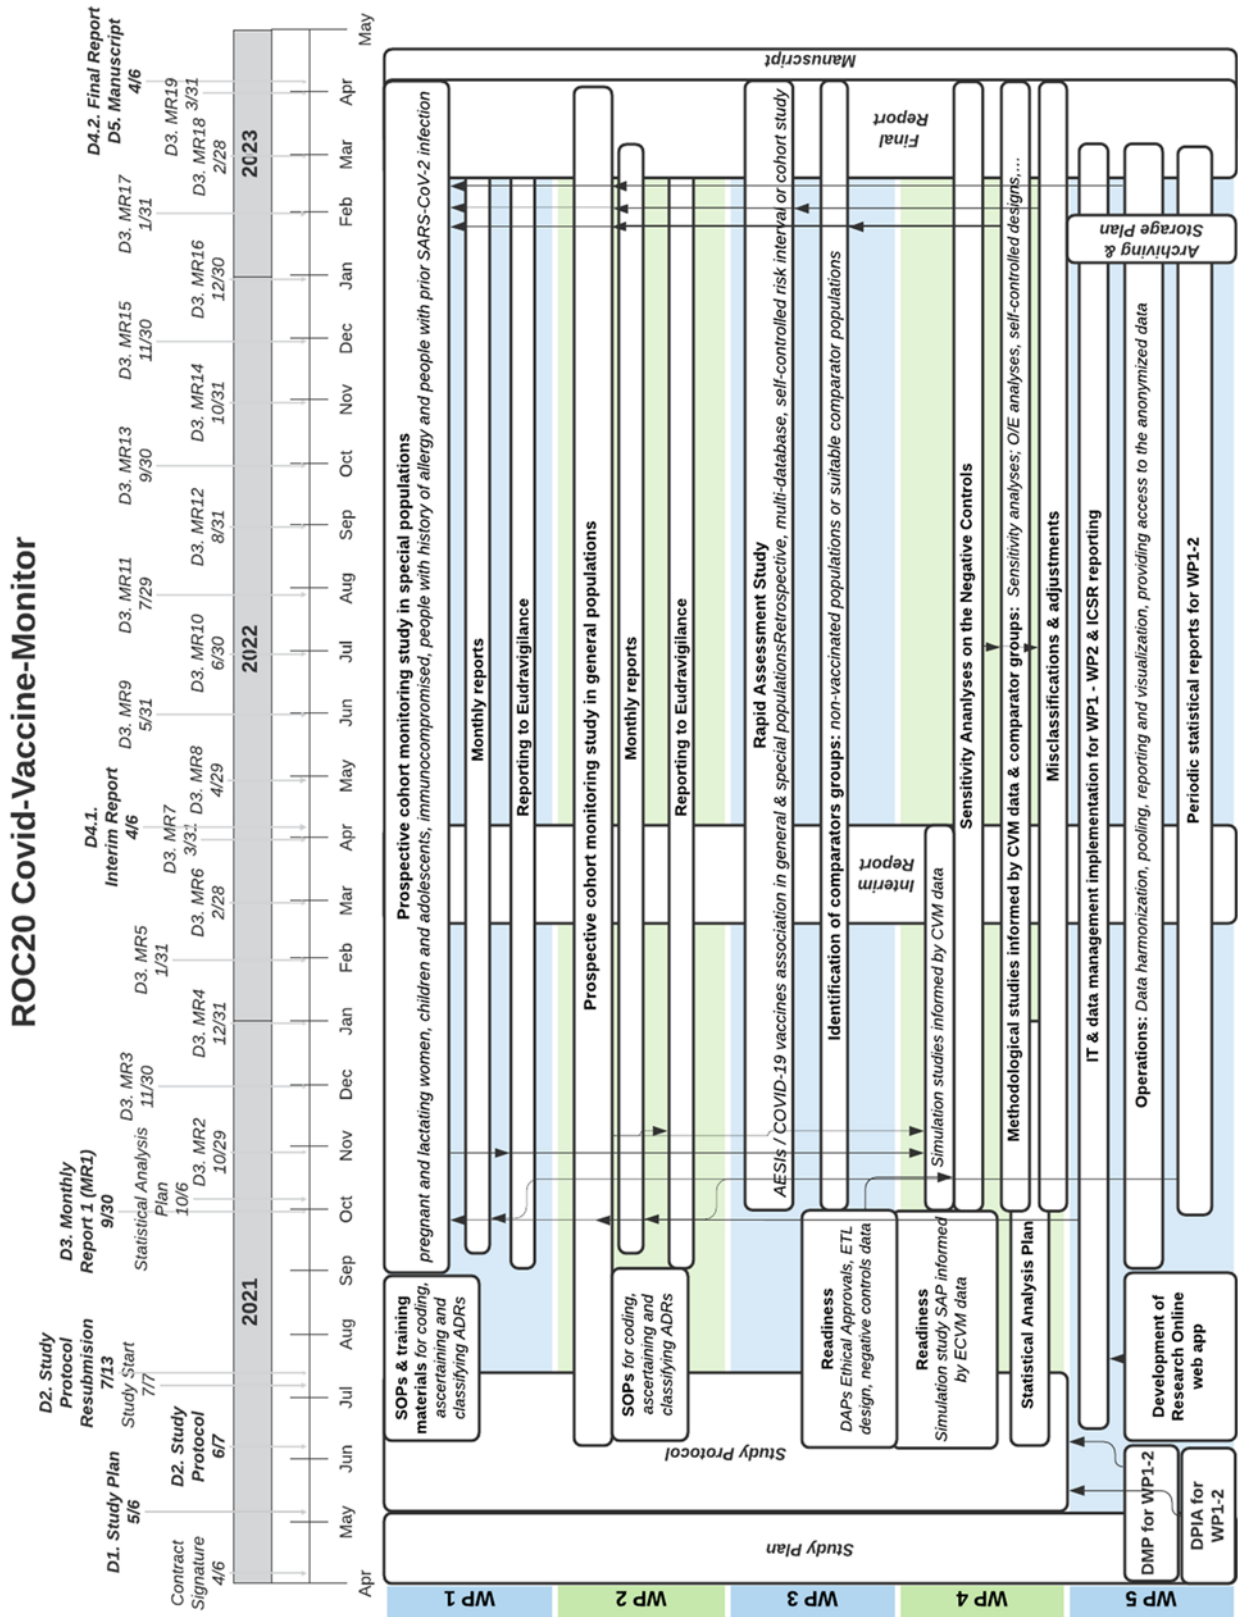 ROC20 Covid-Vaccine-Monitor
Contract
Signature
4/6
D1. Study Plan
5/6
D2. Study
Protocol
6/7
D2. Study
Protocol
Resubmision
7/13
Study Start
7/7
D3. Monthly
Report 1 (MR1)
9/30
Statistical Analysis
Plan
10/6
D3. MR2
10/29
D3. MR3
11/30
D3. MR4
12/31
D3. MR5
1/31
D3. MR6
2/28
D4.1.
Interim Report
4/6
D3. MR7
3/31
D3. MR8
4/29
D3. MR9
5/31
D3. MR10
6/30
D3. MR11
7/29
D3. MR12
8/31
D3. MR13
9/30
D3. MR14
10/31
D3. MR15
11/30
D3. MR16
12/30
D3. MR17
1/31
D3. MR18
2/28
D3. MR19
3/31
D4.2. Final Report
D5. Manuscript
4/6
2021
2022
2023
Apr
May
Jun
Jul
Aug
Sep
Oct
Nov
Dec
Jan
Feb
Mar
Apr
May
Jun
Jul
Aug
Sep
Oct
Nov
Dec
Jan
Feb
Mar
Apr
May
WP 1
WP 2
WP 3
WP 4
WP 5
Study Plan
Study Protocol
Interim
Report
Final
Report
Manuscript
SOPs & training
materials for coding,
ascertaining and
classifying ADRs
Prospective cohort monitoring study in special populations
pregnant and lactating women, children and adolescents, immunocompromised, people with history of allergy and people with prior SARS-CoV-2 infection
Monthly reports
Reporting to Eudravigilance
Prospective cohort monitoring study in general populations
SOPs for coding,
ascertaining and
classifying ADRs
Monthly reports
Reporting to Eudravigilance
Rapid Assessment Study
AESIs / COVID-19 vaccines association in general & special populationsRetrospective, multi-database, self-controlled risk interval or cohort study
Readiness
DAPs Ethical Approvals, ETL
design, negative controls data
Identification of comparators groups: non-vaccinated populations or suitable comparator populations
Readiness
Simulation study SAP informed
by ECVM data
Simulation studies informed by CVM data
Sensitivity Ananlyses on the Negative Controls
Statistical Analysis Plan
Methodological studies informed by CVM data & comparator groups: Sensitivity analyses; O/E analyses, self-controlled designs,...
Misclassifications & adjustments
IT & data management implementation for WP1 - WP2 & ICSR reporting
Archiving &
Storage Plan
DMP for WP1-2
Development of
Research Online
web app
Operations: Data harmonization, pooling, reporting and visualization, providing access to the anonymized data
DPIA for
WP1-2
Periodic statistical reports for WP1-2